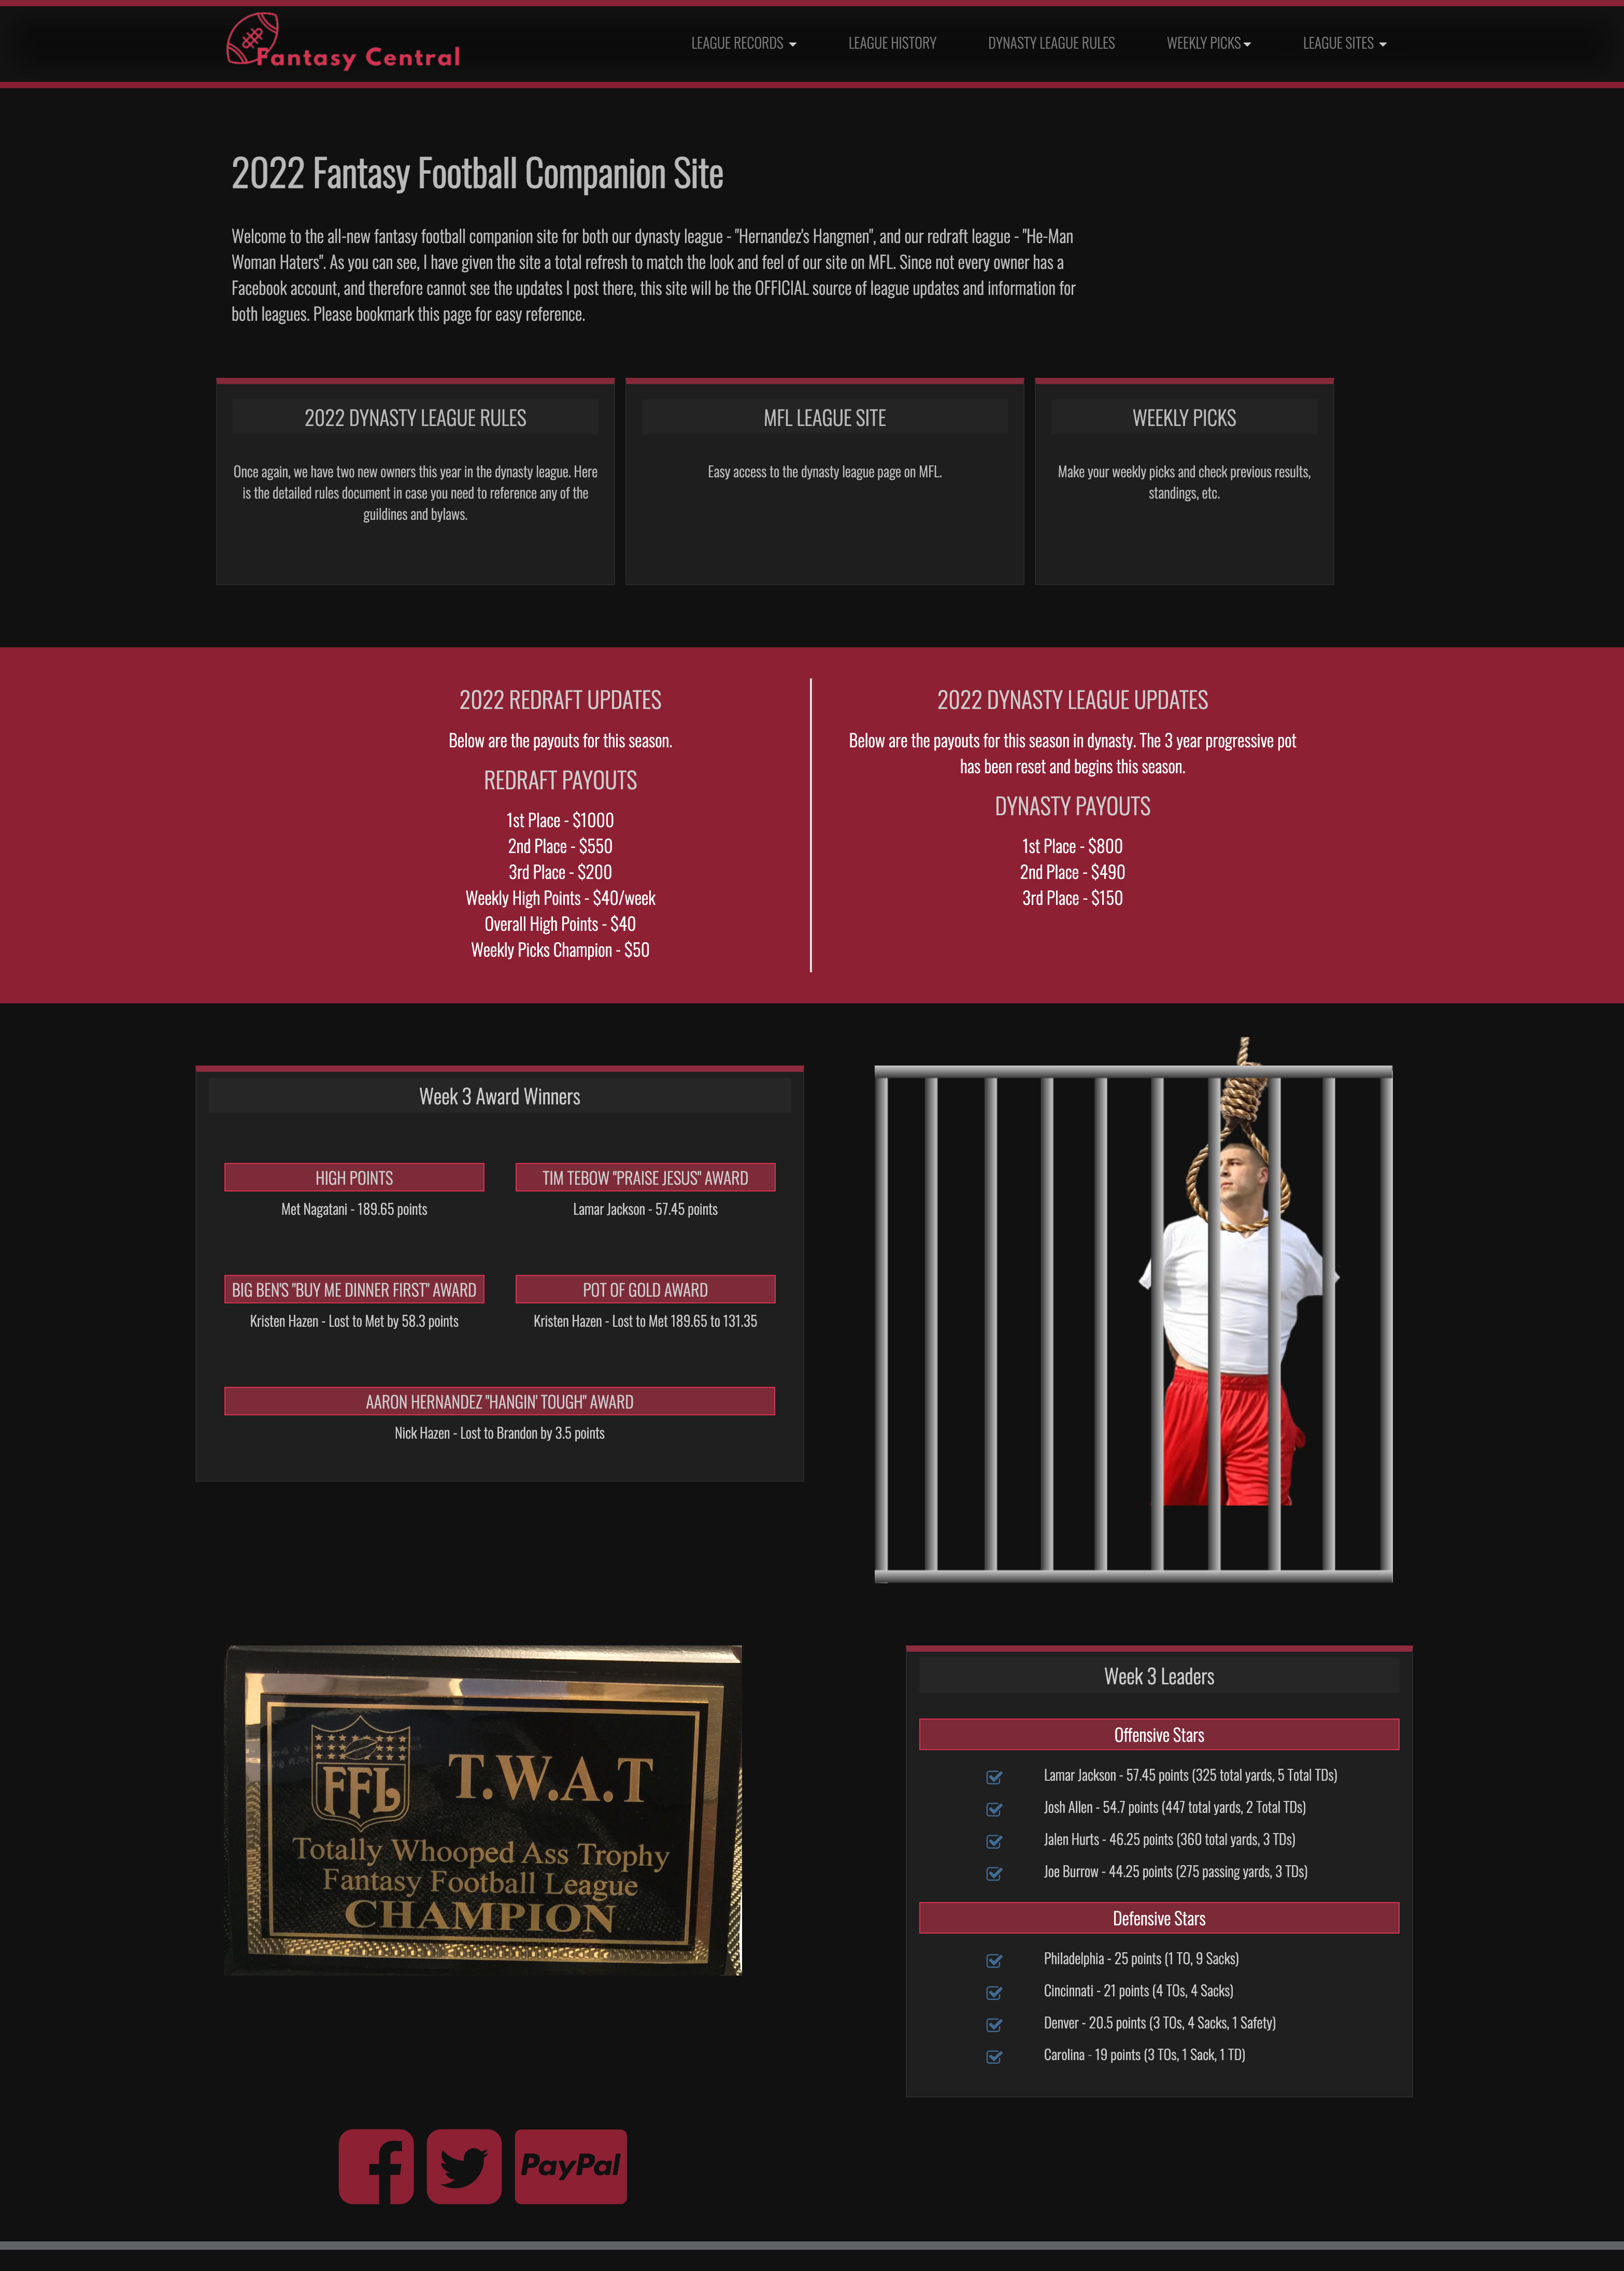 Fantasy Central
LEAGUE RECORDS
LEAGUE HISTORY
DYNASTY LEAGUE RULES
WEEKLY PICKS
LEAGUE SITES
2022 Fantasy Football Companion Site
Welcome to the all-new fantasy football companion site for both our dynasty league - "Hernandez's Hangmen", and our redraft league - "He-Man
Woman Haters". As you can see, I have given the site a total refresh to match the look and feel of our site on MFL. Since not every owner has a
Facebook account, and therefore cannot see the updates I post there, this site will be the OFFICIAL source of league updates and information for
both leagues. Please bookmark this page for easy reference.
2022 DYNASTY LEAGUE RULES
Once again, we have two new owners this year in the dynasty league. Here
is the detailed rules document in case you need to reference any of the
guildines and bylaws.
MFL LEAGUE SITE
Easy access to the dynasty league page on MFL.
WEEKLY PICKS
Make your weekly picks and check previous results,
standings, etc.
2022 REDRAFT UPDATES
Below are the payouts for this season.
REDRAFT PAYOUTS
1st Place - $1000
2nd Place - $550
3rd Place - $200
Weekly High Points - $40/week
Overall High Points - $40
Weekly Picks Champion - $50
2022 DYNASTY LEAGUE UPDATES
Below are the payouts for this season in dynasty. The 3 year progressive pot
has been reset and begins this season.
DYNASTY PAYOUTS
1st Place - $800
2nd Place - $490
3rd Place - $150
Week 3 Award Winners
HIGH POINTS
Met Nagatani - 189.65 points
TIM TEBOW "PRAISE JESUS" AWARD
Lamar Jackson - 57.45 points
BIG BEN'S "BUY ME DINNER FIRST" AWARD
Kristen Hazen - Lost to Met by 58.3 points
POT OF GOLD AWARD
Kristen Hazen - Lost to Met 189.65 to 131.35
AARON HERNANDEZ "HANGIN' TOUGH" AWARD
Nick Hazen - Lost to Brandon by 3.5 points
FFL
T.W.A.T
Totally Whooped Ass Trophy
Fantasy Football League
CHAMPION
Week 3 Leaders
Offensive Stars
Lamar Jackson - 57.45 points (325 total yards, 5 Total TDs)
Josh Allen - 54.7 points (447 total yards, 2 Total TDs)
Jalen Hurts - 46.25 points (360 total yards, 3 TDs)
Joe Burrow - 44.25 points (275 passing yards, 3 TDs)
Defensive Stars
Philadelphia - 25 points (1 TO, 9 Sacks)
Cincinnati - 21 points (4 TOs, 4 Sacks)
Denver - 20.5 points (3 TOs, 4 Sacks, 1 Safety)
Carolina - 19 points (3 TOs, 1 Sack, 1 TD)
PayPal